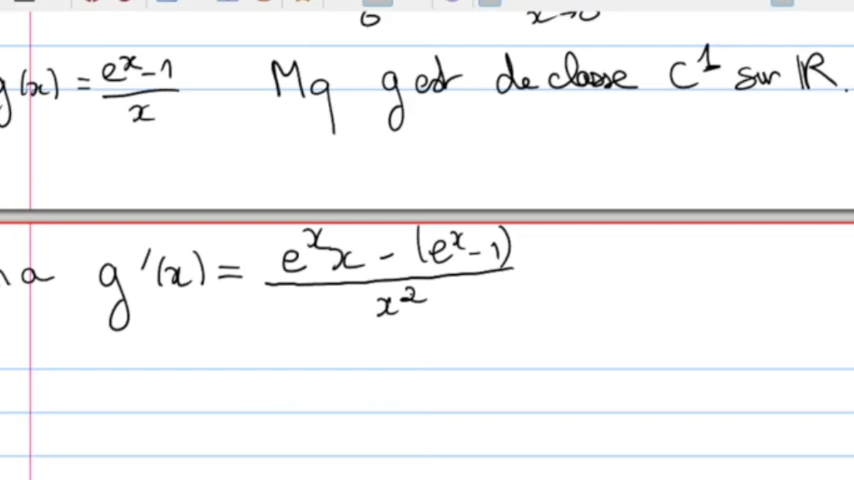 g(x) = (e^x - 1)/x Mq g est de classe C^1 sur ℝ.
a g'(x) = (e^x x - (e^x - 1))/x^2